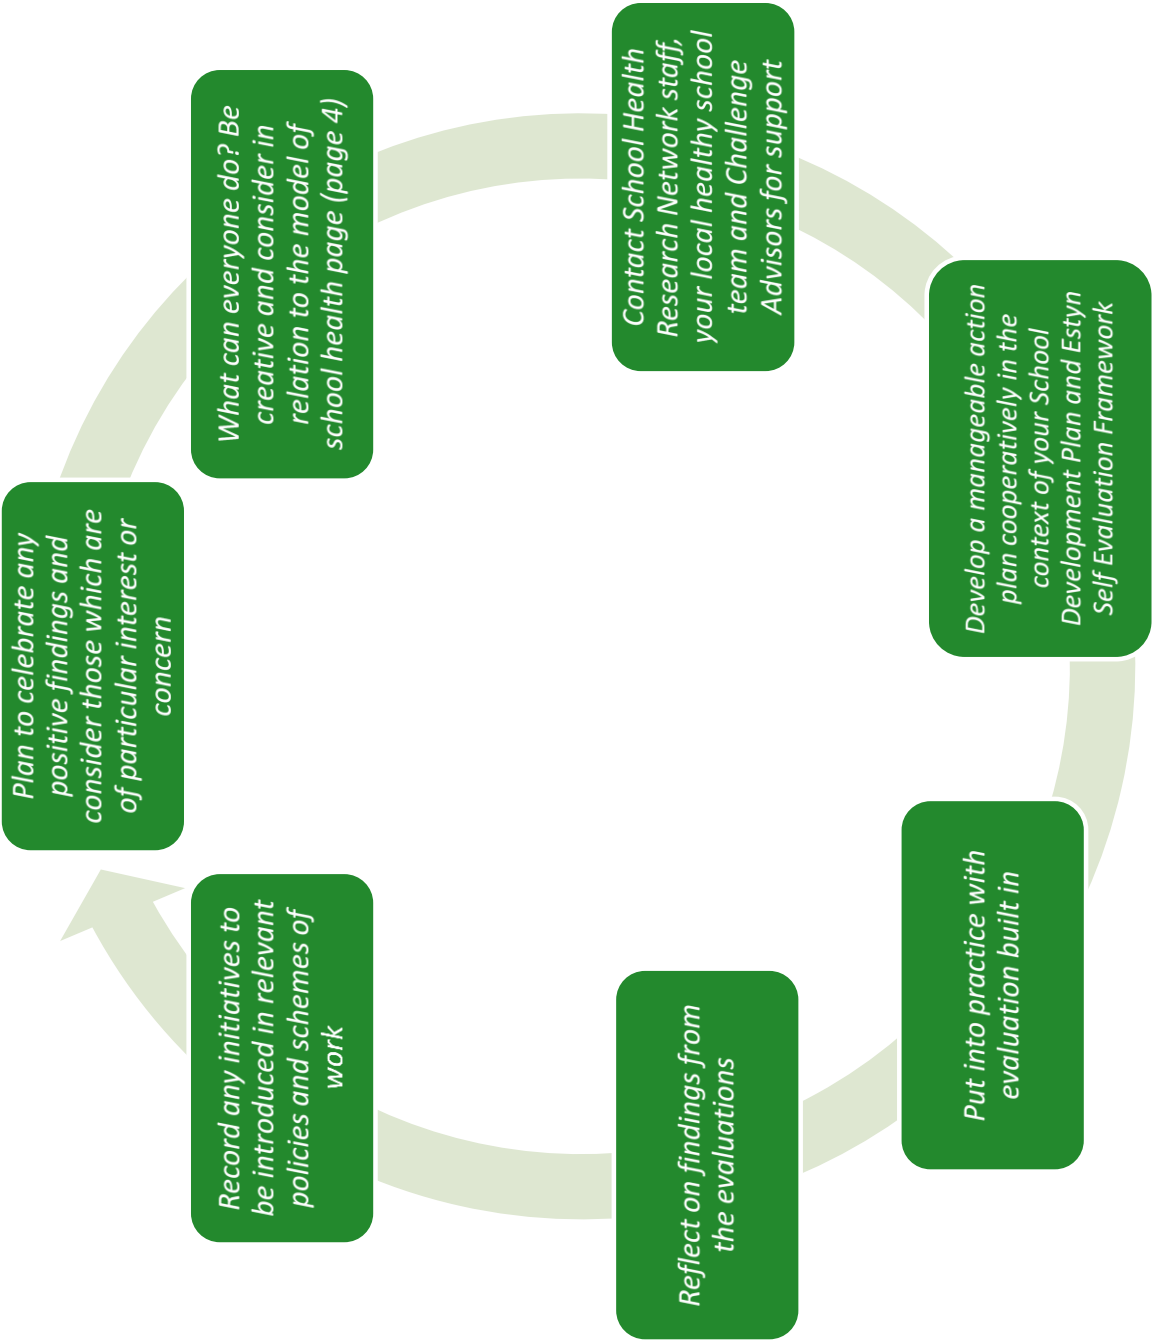 Plan to celebrate any
positive findings and
consider those which are
of particular interest or
concern
What can everyone do? Be
creative and consider in
relation to the model of
school health page (page 4)
Contact School Health
Research Network staff,
your local healthy school
team and Challenge
Advisors for support
Develop a manageable action
plan cooperatively in the
context of your School
Development Plan and Estyn
Self Evaluation Framework
Put into practice with
evaluation built in
Reflect on findings from
the evaluations
Record any initiatives to
be introduced in relevant
policies and schemes of
work